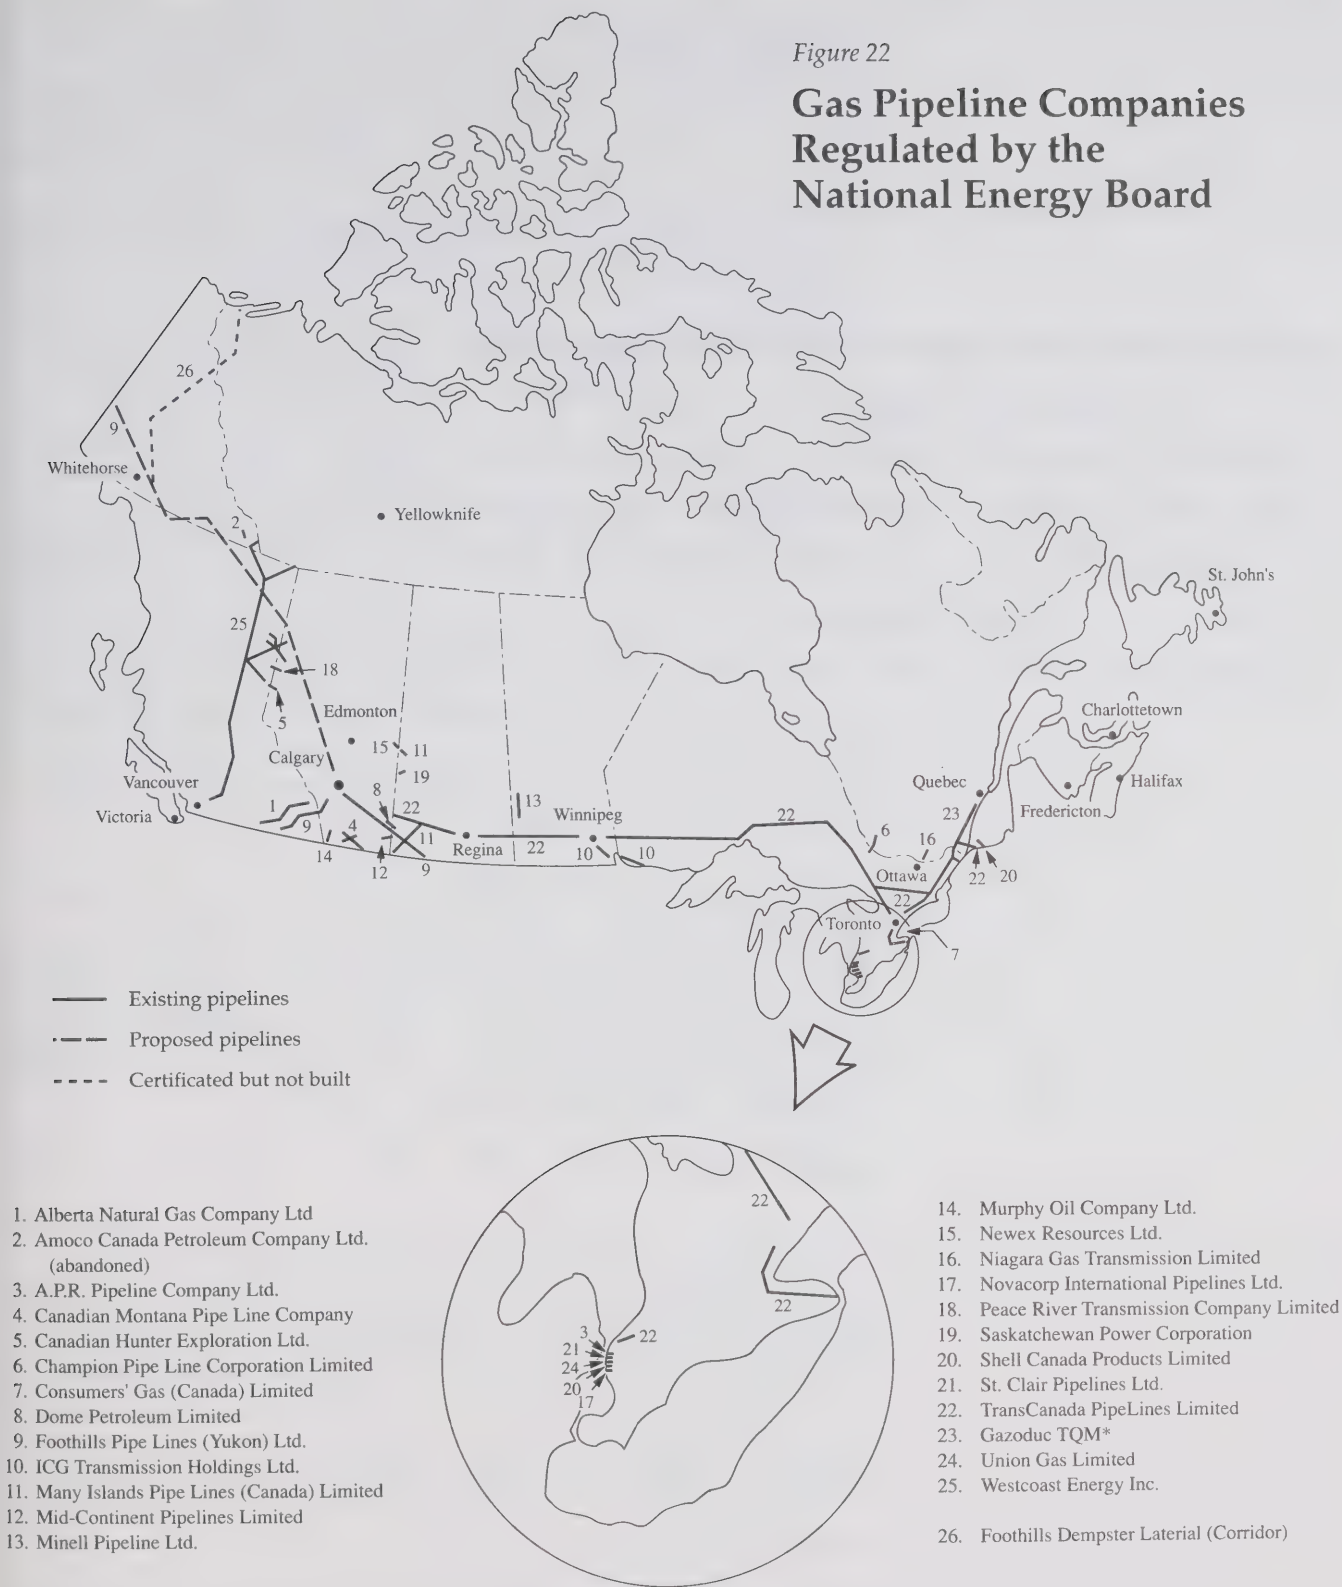 Figure 22
Gas Pipeline Companies
Regulated by the
National Energy Board
26
9
Whitehorse
2
Yellowknife
St. John's
25
18
5
Edmonton
15
11
Calgary
19
Charlottetown
Vancouver
Victoria
8
22
13
Winnipeg
22
Quebec
23
Halifax
Fredericton
1
9
4
14
11
12
9
Regina
22
10
10
6
16
Ottawa
22
20
22
Toronto
7
Existing pipelines
Proposed pipelines
Certificated but not built
22
22
3
22
21
24
20
17
1. Alberta Natural Gas Company Ltd
2. Amoco Canada Petroleum Company Ltd.
(abandoned)
3. A.P.R. Pipeline Company Ltd.
4. Canadian Montana Pipe Line Company
5. Canadian Hunter Exploration Ltd.
6. Champion Pipe Line Corporation Limited
7. Consumers' Gas (Canada) Limited
8. Dome Petroleum Limited
9. Foothills Pipe Lines (Yukon) Ltd.
10. ICG Transmission Holdings Ltd.
11. Many Islands Pipe Lines (Canada) Limited
12. Mid-Continent Pipelines Limited
13. Minell Pipeline Ltd.
14. Murphy Oil Company Ltd.
15. Newex Resources Ltd.
16. Niagara Gas Transmission Limited
17. Novacorp International Pipelines Ltd.
18. Peace River Transmission Company Limited
19. Saskatchewan Power Corporation
20. Shell Canada Products Limited
21. St. Clair Pipelines Ltd.
22. TransCanada PipeLines Limited
23. Gazoduc TQM*
24. Union Gas Limited
25. Westcoast Energy Inc.
26. Foothills Dempster Laterial (Corridor)